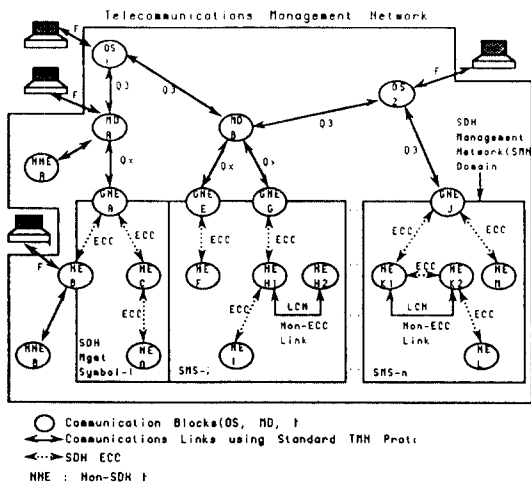 Telecommunications Management Network
F
OS
1
F
F
Q3
Q3
OS
2
MD
A
MD
B
Q3
SDH
Management
Network(SMN)
Domain
NNE
A
Qx
Qx
Q3
GNE
A
GNE
E
GNE
G
GNE
J
ECC
ECC
ECC
ECC
ECC
ECC
F
NE
B
NE
C
NE
F
NE
H1
NE
H2
NE
K1
ECC
NE
K2
NE
M
ECC
ECC
LCN
LCN
ECC
Non-ECC
Link
Non-ECC
Link
NNE
B
SDH
Mget
Symbol-1
NE
D
NE
I
NE
L
SMS-2
SMS-n
Communication Blocks(OS, MD,
Communications Links using Standard TMN
SDH ECC
NNE : Non-SDH